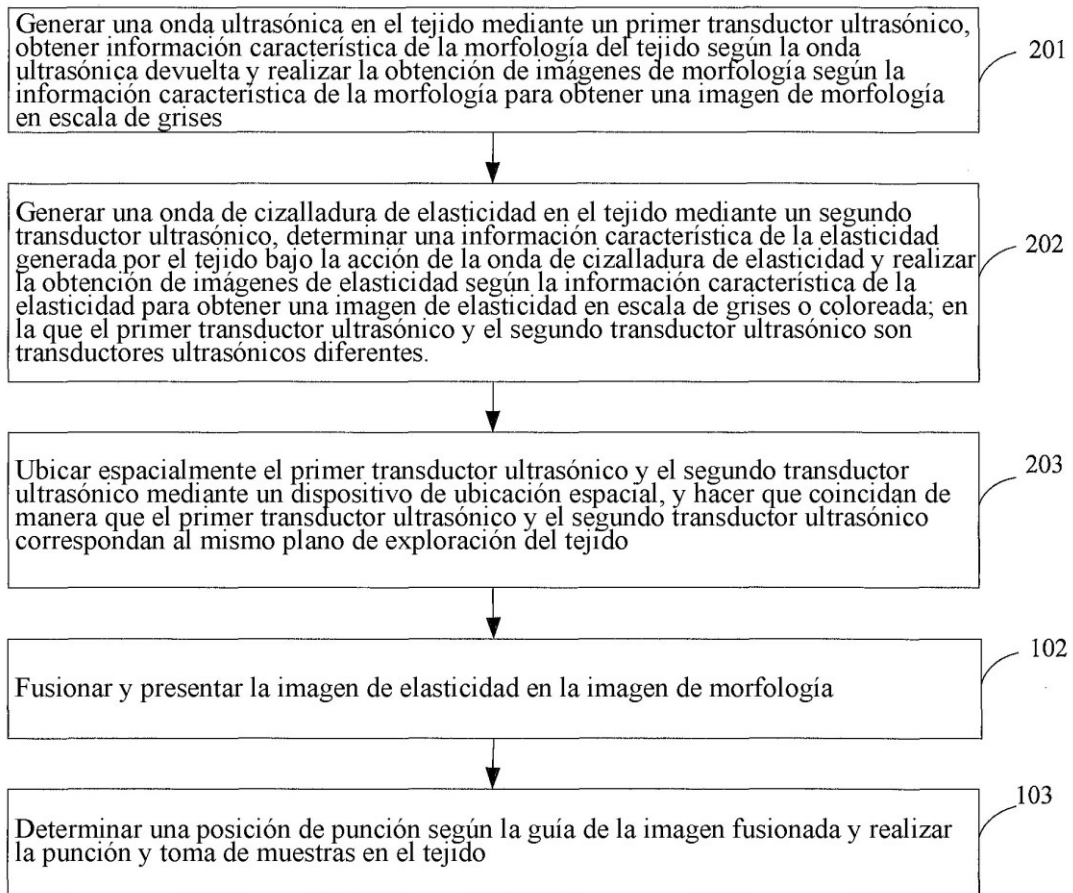 Generar una onda ultrasónica en el tejido mediante un primer transductor ultrasónico,
obtener información característica de la morfología del tejido según la onda
ultrasónica devuelta y realizar la obtención de imágenes de morfología según la
información característica de la morfología para obtener una imagen de morfología
en escala de grises
201
Generar una onda de cizalladura de elasticidad en el tejido mediante un segundo
transductor ultrasónico, determinar una información característica de la elasticidad
generada por el tejido bajo la acción de la onda de cizalladura de elasticidad y realizar
la obtención de imágenes de elasticidad según la información característica de la
elasticidad para obtener una imagen de elasticidad en escala de grises o coloreada; en
la que el primer transductor ultrasónico y el segundo transductor ultrasónico son
transductores ultrasónicos diferentes.
202
Ubicar espacialmente el primer transductor ultrasónico y el segundo transductor
ultrasónico mediante un dispositivo de ubicación espacial, y hacer que coincidan de
manera que el primer transductor ultrasónico y el segundo transductor ultrasónico
correspondan al mismo plano de exploración del tejido
203
Fusionar y presentar la imagen de elasticidad en la imagen de morfología
102
Determinar una posición de punción según la guía de la imagen fusionada y realizar
la punción y toma de muestras en el tejido
103